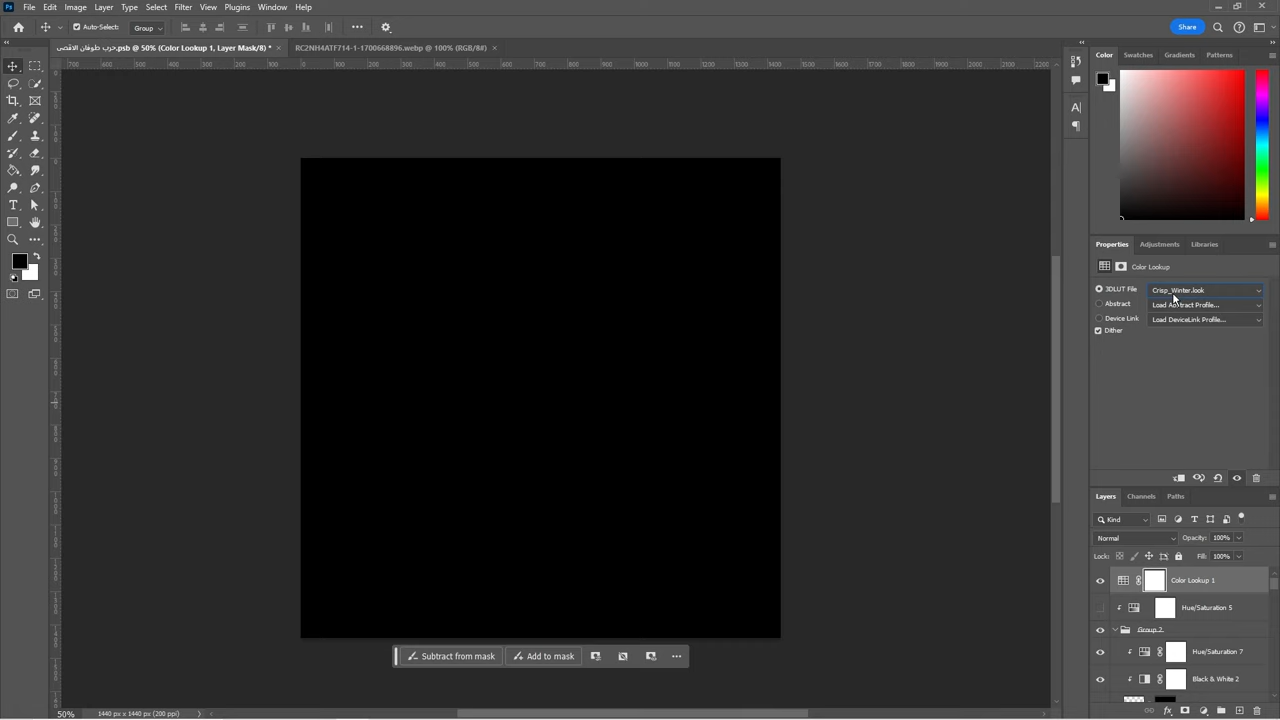 File Edit Image Layer Type Select Filter View Plugins Window Help
Auto-Select: Group Share
حرب طوفان الاقصى.psb @ 50% (Color Lookup 1, Layer Mask/8) * × RC2NH4ATF714-1-1700668896.webp @ 100% (RGB/8#) ×
Color Swatches Gradients Patterns
Properties Adjustments Libraries
Color Lookup
3DLUT File Crisp_Winter.look
Abstract Load Abstract Profile...
Device Link Load DeviceLink Profile...
Dither
Layers Channels Paths
Kind
Normal Opacity: 100%
Lock: Fill: 100%
Color Lookup 1
Hue/Saturation 5
Group 2
Hue/Saturation 7
Black & White 2
Subtract from mask Add to mask
50% 1440 px x 1440 px (200 ppi)